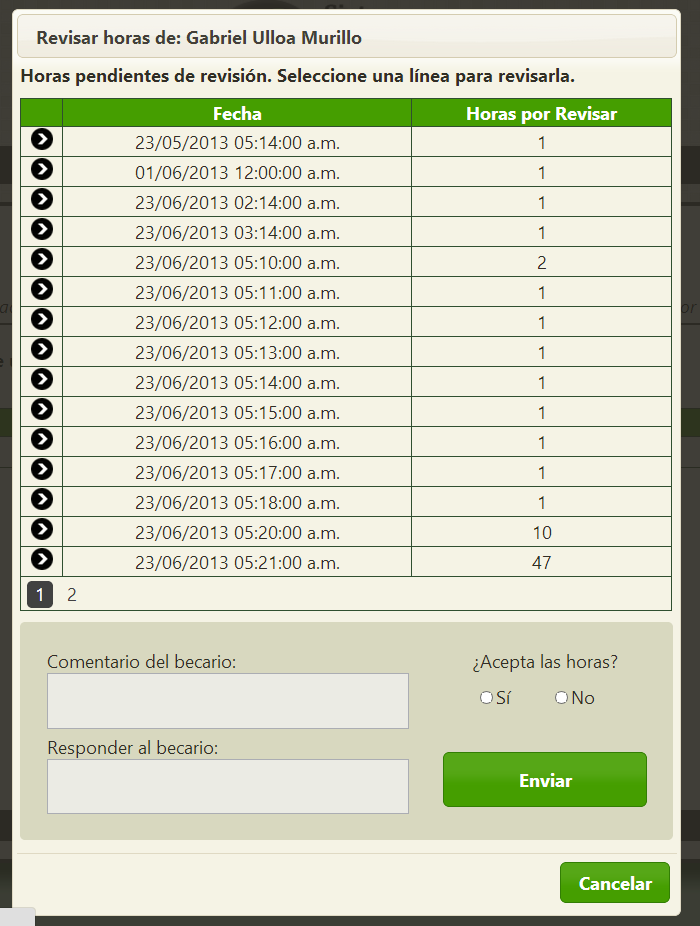 Revisar horas de: Gabriel Ulloa Murillo
Horas pendientes de revisión. Seleccione una línea para revisarla.
Fecha Horas por Revisar
23/05/2013 05:14:00 a.m. 1
01/06/2013 12:00:00 a.m. 1
23/06/2013 02:14:00 a.m. 1
23/06/2013 03:14:00 a.m. 1
23/06/2013 05:10:00 a.m. 2
23/06/2013 05:11:00 a.m. 1
23/06/2013 05:12:00 a.m. 1
23/06/2013 05:13:00 a.m. 1
23/06/2013 05:14:00 a.m. 1
23/06/2013 05:15:00 a.m. 1
23/06/2013 05:16:00 a.m. 1
23/06/2013 05:17:00 a.m. 1
23/06/2013 05:18:00 a.m. 1
23/06/2013 05:20:00 a.m. 10
23/06/2013 05:21:00 a.m. 47
1 2
Comentario del becario:
¿Acepta las horas?
Sí No
Responder al becario:
Enviar
Cancelar